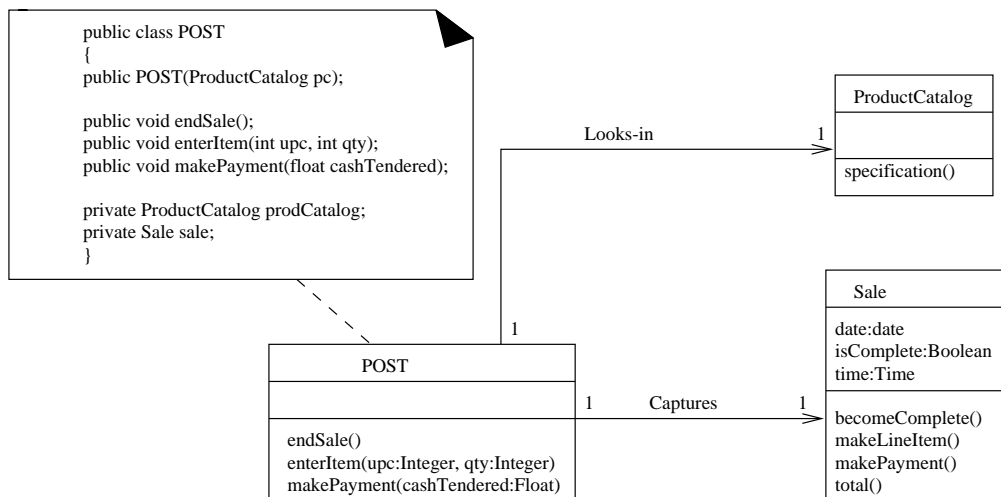 public class POST
{
public POST(ProductCatalog pc);
public void endSale();
public void enterItem(int upc, int qty);
public void makePayment(float cashTendered);
private ProductCatalog prodCatalog;
private Sale sale;
}
ProductCatalog
specification()
Looks-in
1
1
POST
endSale()
enterItem(upc:Integer, qty:Integer)
makePayment(cashTendered:Float)
1
Captures
1
Sale
date:date
isComplete:Boolean
time:Time
becomeComplete()
makeLineItem()
makePayment()
total()